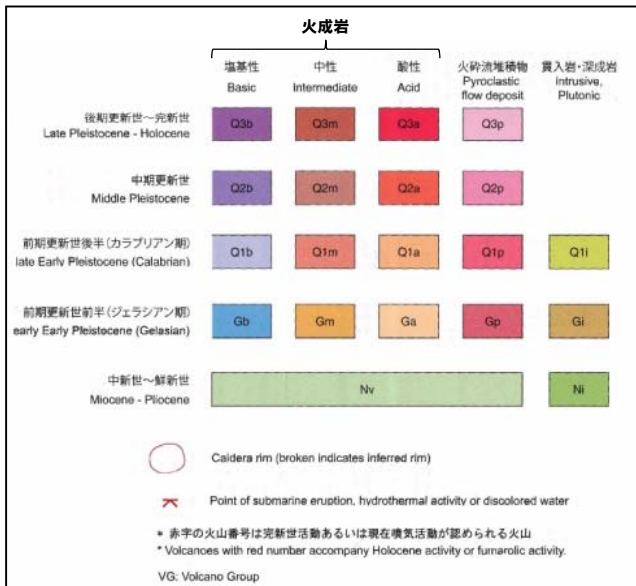 火成岩
塩基性 中性 酸性 火砕流堆積物 貫入岩・深成岩
Basic Intermediate Acid Pyroclastic flow deposit Intrusive, Plutonic
後期更新世～完新世
Late Pleistocene - Holocene
Q3b Q3m Q3a Q3p
中期更新世
Middle Pleistocene
Q2b Q2m Q2a Q2p
前期更新世後半(カラブリアン期)
late Early Pleistocene (Calabrian)
Q1b Q1m Q1a Q1p Q1i
前期更新世前半(ジェラシアン期)
early Early Pleistocene (Gelasian)
Gb Gm Ga Gp Gi
中新世～鮮新世
Miocene - Pliocene
Nv Ni
Caldera rim (broken indicates inferred rim)
Point of submarine eruption, hydrothermal activity or discolored water
* 赤字の火山番号は完新世活動あるいは現在噴気活動が認められる火山
* Volcanoes with red number accompany Holocene activity or fumarolic activity.
VG: Volcano Group